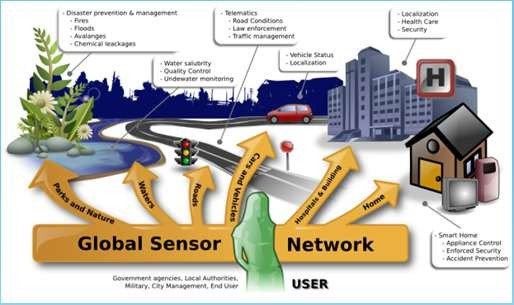 - Disaster prevention & management
- Fires
- Floods
- Avalanges
- Chemical leackages
- Telematics
- Road Conditions
- Law enforcement
- Traffic management
- Localization
- Health Care
- Security
- Water salubrity
- Quality Control
- Undewater monitoring
- Vehicle Status
- Localization
H
Parks and Nature
Waters
Roads
Cars and Vehicles
Hospitals & Building
Home
- Smart Home
- Appliance Control
- Enforced Security
- Accident Prevention
Global Sensor Network
Government agencies, Local Authorities,
Military, City Management, End User
USER